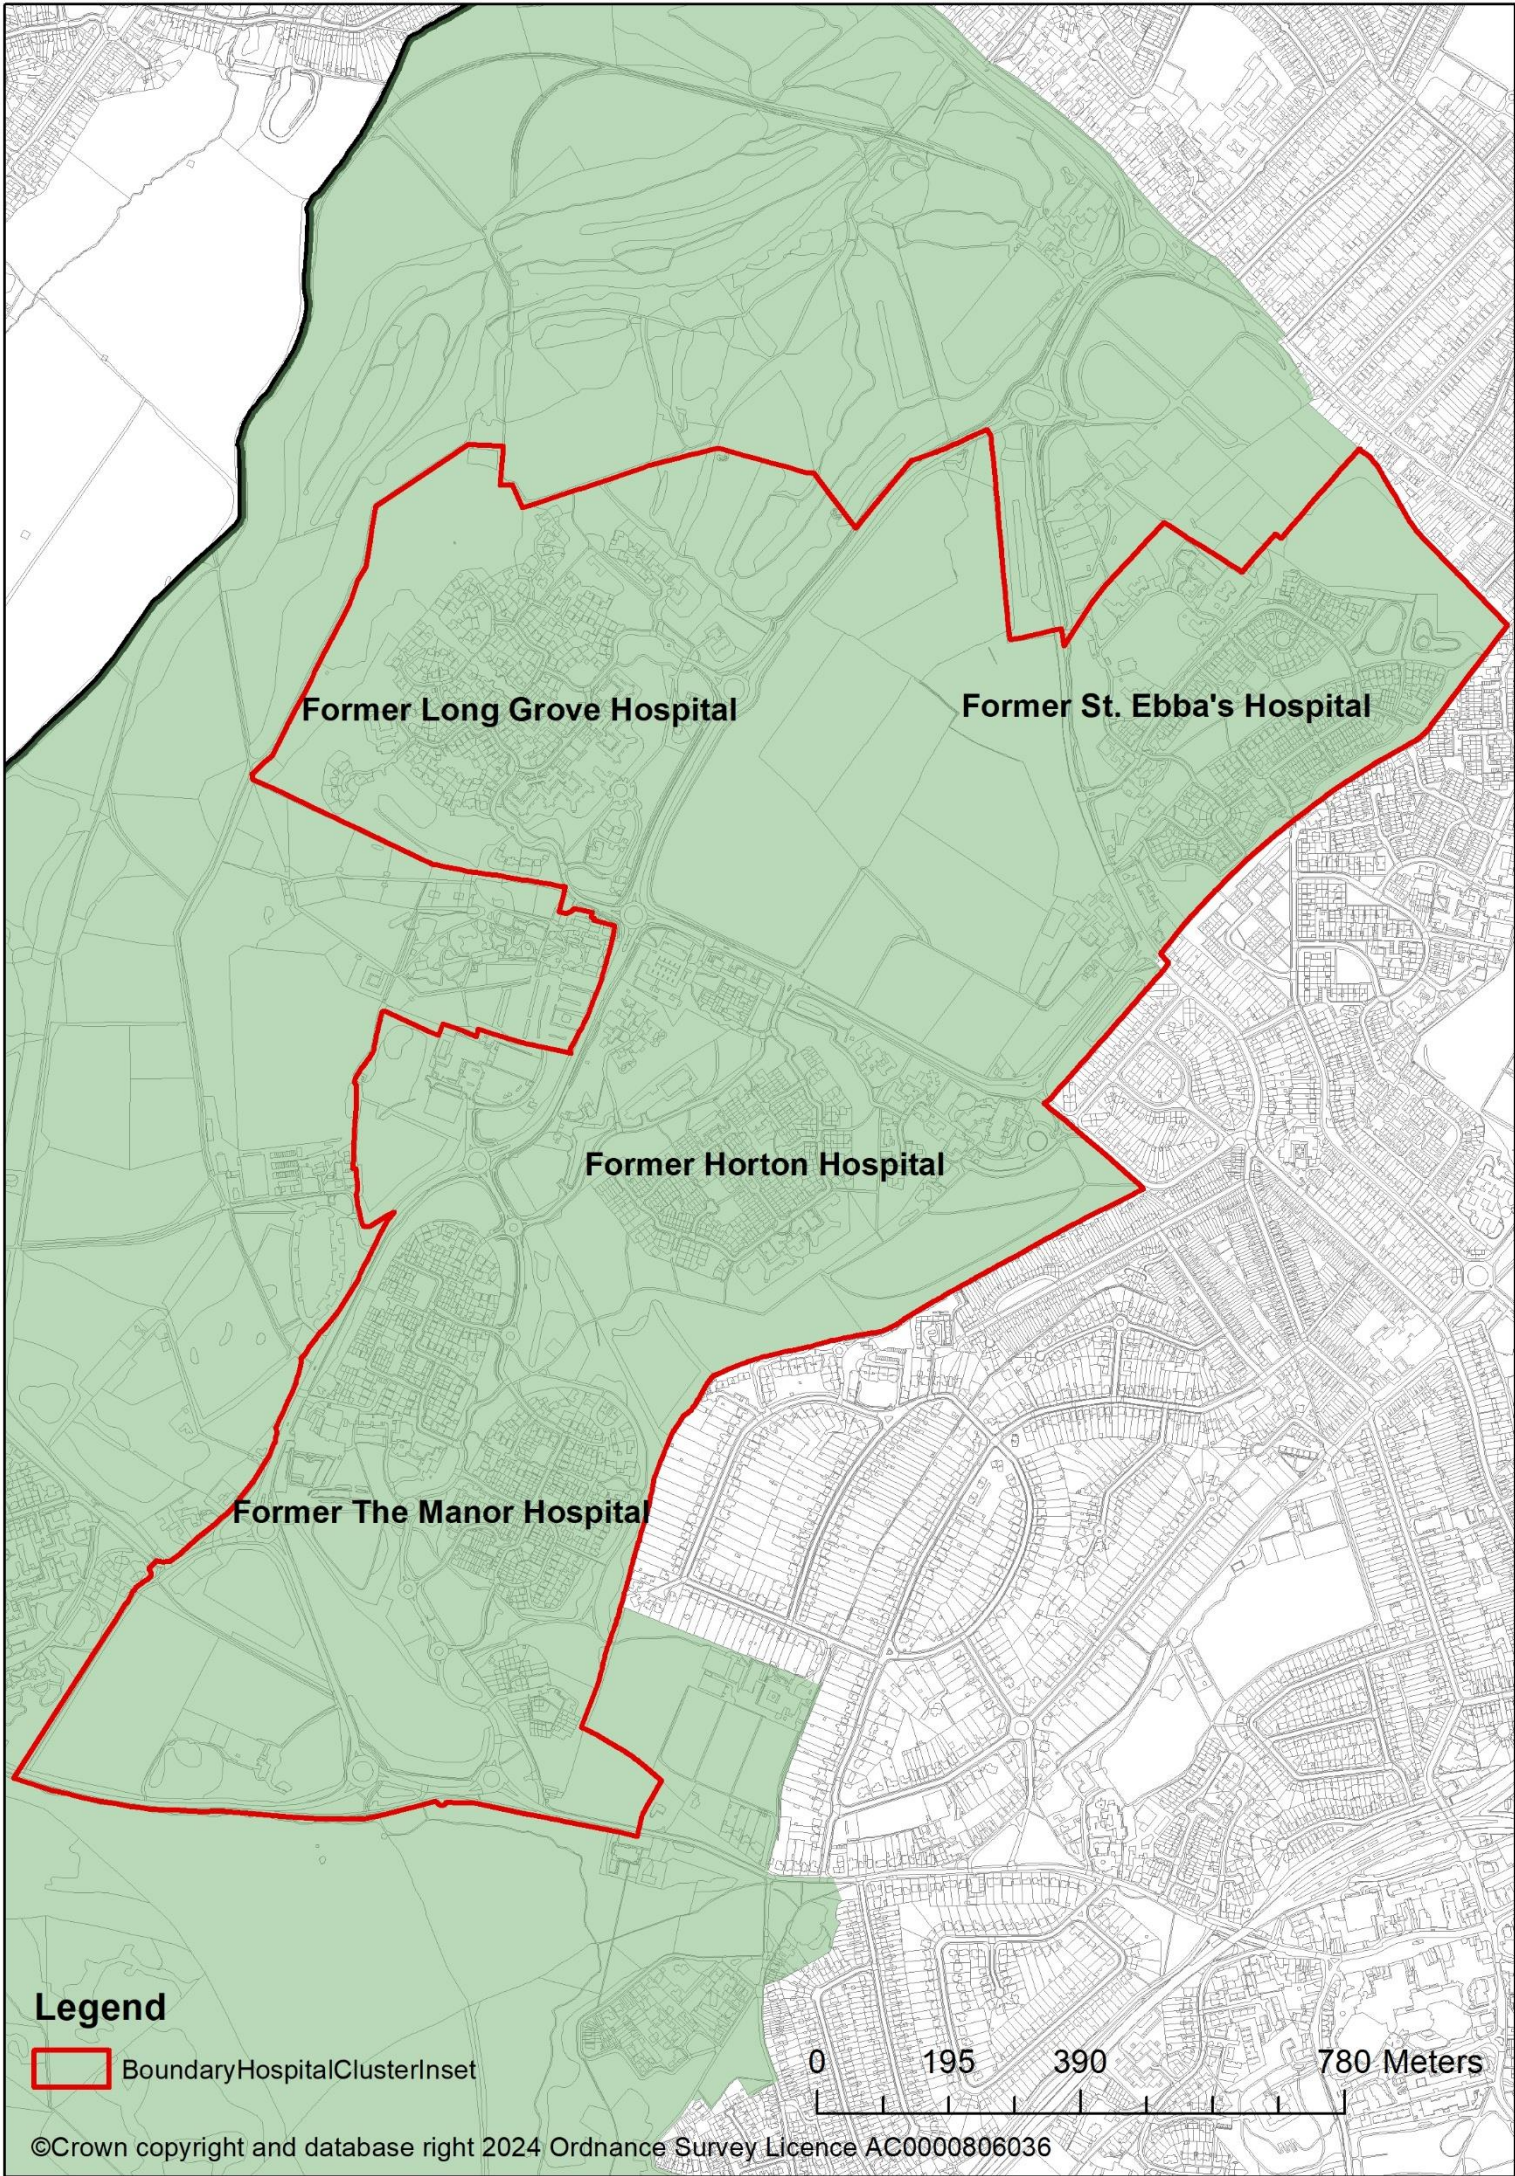 Former Long Grove Hospital
Former St. Ebba's Hospital
Former Horton Hospital
Former The Manor Hospital
Legend
BoundaryHospitalClusterInset
0 195 390 780 Meters
©Crown copyright and database right 2024 Ordnance Survey Licence AC0000806036